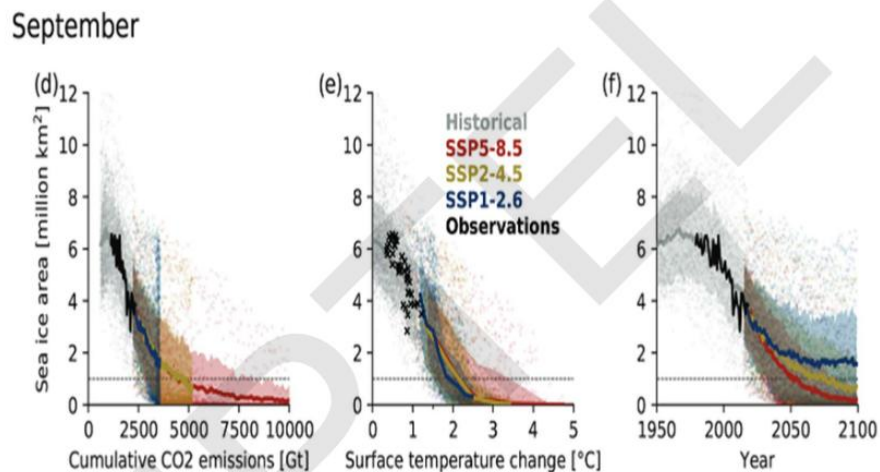 September
(d)
12
10
8
6
4
2
0
Sea ice area [million km²]
0 2500 5000 7500 10000
Cumulative CO2 emissions [Gt]
(e)
12
10
8
6
4
2
0
Historical
SSP5-8.5
SSP2-4.5
SSP1-2.6
Observations
0 1 2 3 4 5
Surface temperature change [°C]
(f)
12
10
8
6
4
2
0
1950 2000 2050 2100
Year
PTEL